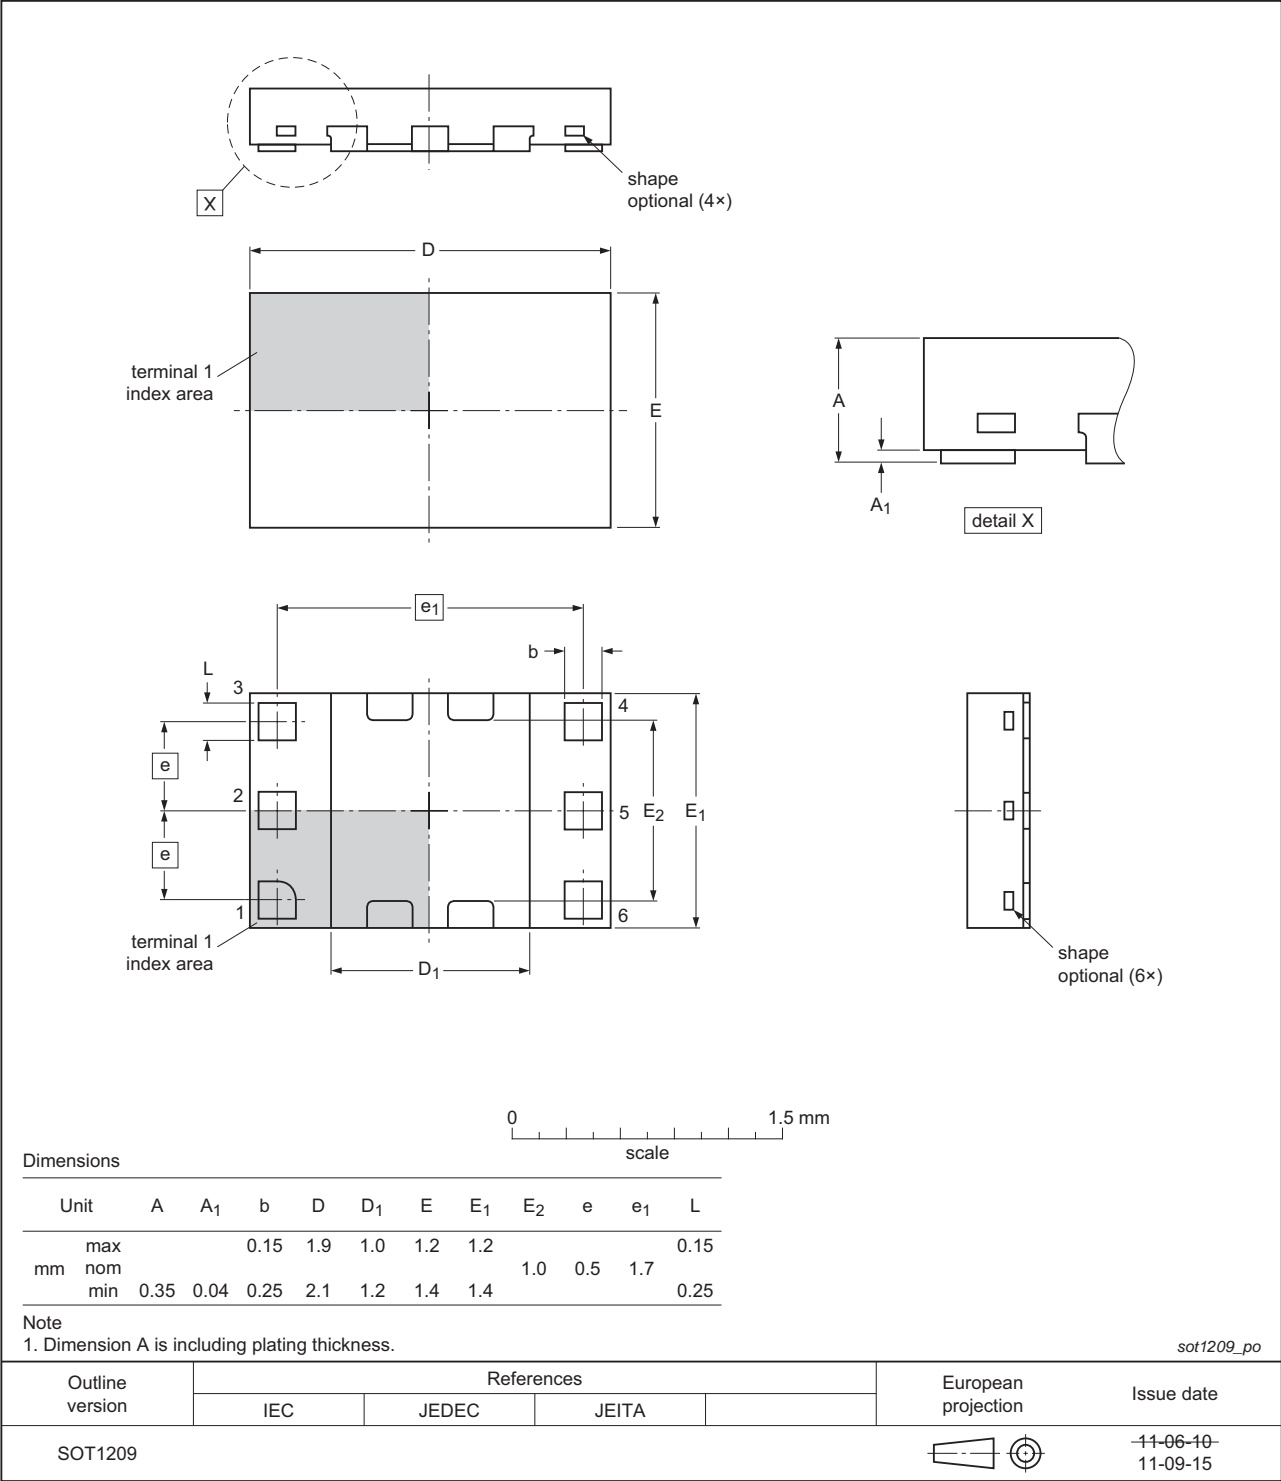 X
shape
optional (4×)
D
terminal 1
index area
E
A
A1
detail X
e1
b
L
3
4
e
2
5
E2
E1
e
1
6
terminal 1
index area
D1
shape
optional (6×)
0 1.5 mm
scale
Dimensions
Unit A A1 b D D1 E E1 E2 e e1 L
max 0.15 1.9 1.0 1.2 1.2 0.15
mm nom 1.0 0.5 1.7
min 0.35 0.04 0.25 2.1 1.2 1.4 1.4 0.25
Note
1. Dimension A is including plating thickness.
sot1209_po
Outline version References European projection Issue date
IEC JEDEC JEITA
SOT1209
11-06-10
11-09-15